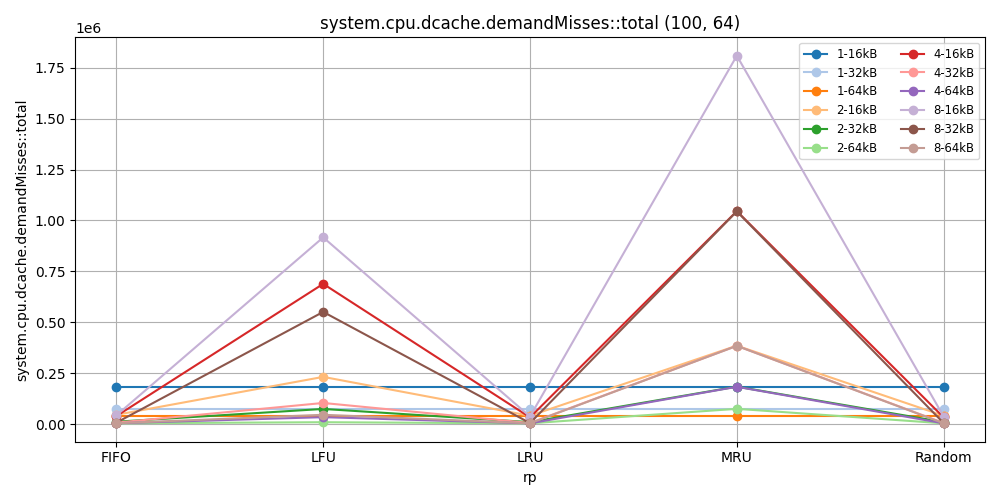 system.cpu.dcache.demandMisses::total (100, 64)
1e6
1.75
1.50
1.25
1.00
0.75
0.50
0.25
0.00
system.cpu.dcache.demandMisses::total
1-16kB 4-16kB
1-32kB 4-32kB
1-64kB 4-64kB
2-16kB 8-16kB
2-32kB 8-32kB
2-64kB 8-64kB
FIFO LFU LRU MRU Random
rp